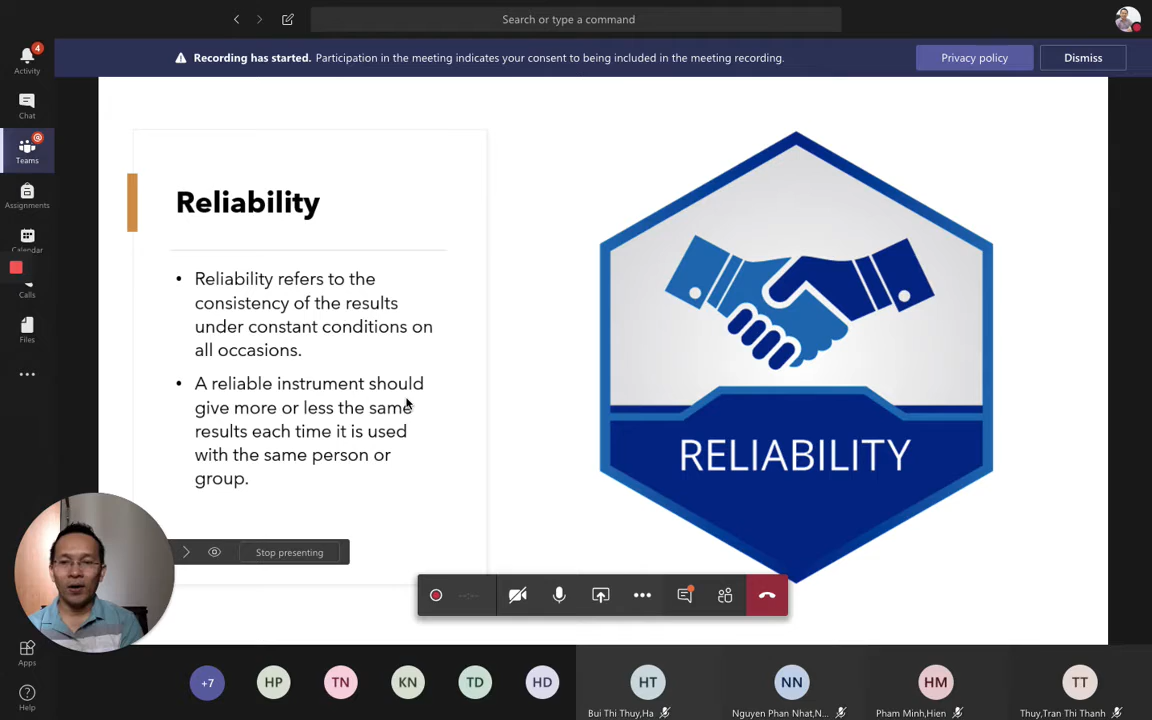 Search or type a command
4
Activity
Recording has started. Participation in the meeting indicates your consent to being included in the meeting recording.
Privacy policy
Dismiss
Chat
Teams
Assignments
Calendar
Calls
Files
Reliability
• Reliability refers to the
consistency of the results
under constant conditions on
all occasions.
• A reliable instrument should
give more or less the same
results each time it is used
with the same person or
group.
RELIABILITY
Stop presenting
Apps
Help
+7
HP
TN
KN
TD
HD
HT
NN
HM
TT
Bui Thi Thuy,Ha
Nguyen Phan Nhat,N...
Pham Minh,Hien
Thuy,Tran Thi Thanh